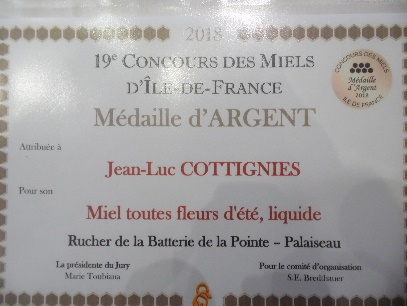 2018
19e CONCOURS DES MIELS
D'ÎLE-DE-FRANCE
Médaille d'ARGENT
CONCOURS DES MIELS
Médaille
d'Argent
2018
ILE DE FRANCE
Attribuée à
Jean-Luc COTTIGNIES
Pour son
Miel toutes fleurs d'été, liquide
Rucher de la Batterie de la Pointe – Palaiseau
La présidente du Jury
Marie Toubiana
Pour le comité d'organisation
S.E. Bredthauer